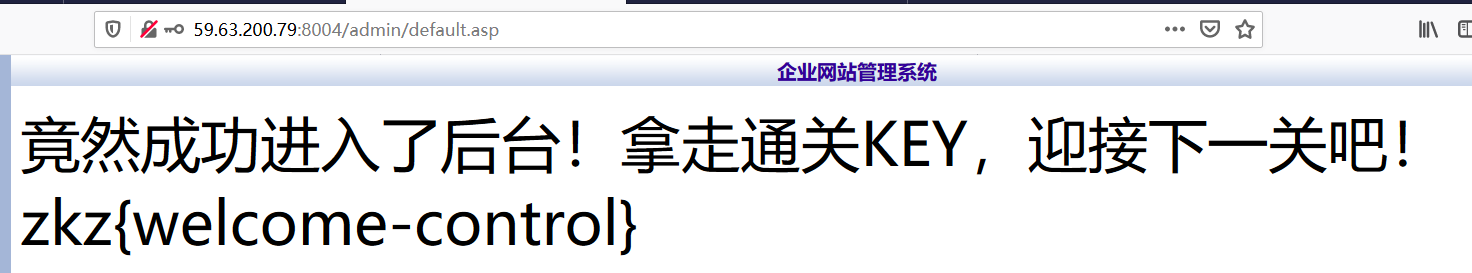 59.63.200.79:8004/admin/default.asp
企业网站管理系统
竟然成功进入了后台！拿走通关KEY，迎接下一关吧！
zkz{welcome-control}